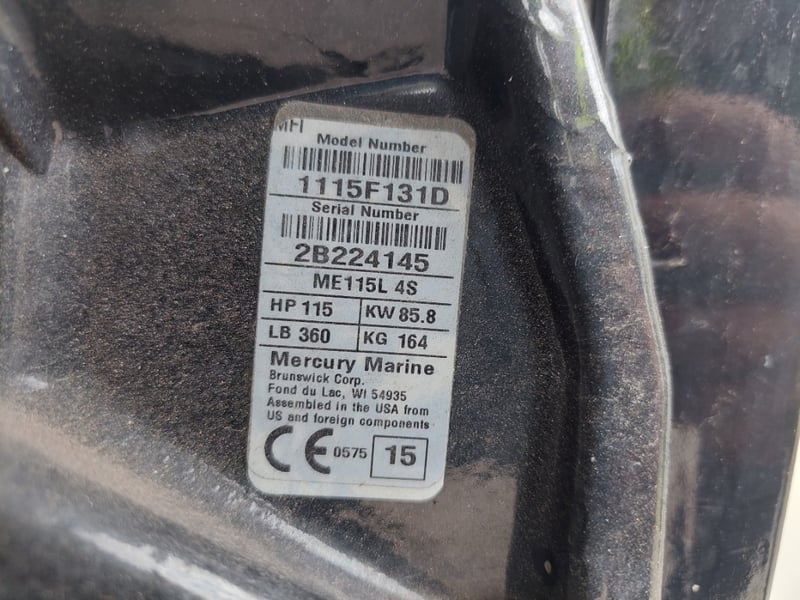 MFI
Model Number
1115F131D
Serial Number
2B224145
ME115L 4S
HP 115 KW 85.8
LB 360 KG 164
Mercury Marine
Brunswick Corp.
Fond du Lac, WI 54935
Assembled in the USA from
US and foreign components
CE 0575 15